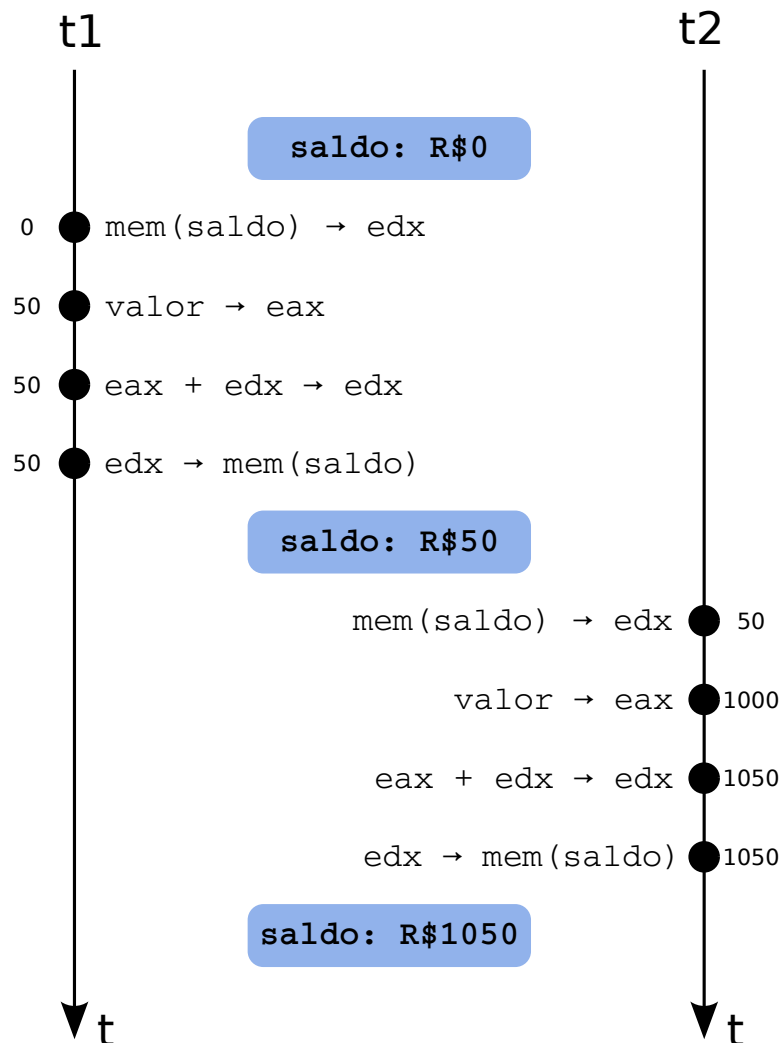 t1
t2
saldo: R$0
0 mem(saldo) → edx
50 valor → eax
50 eax + edx → edx
50 edx → mem(saldo)
saldo: R$50
mem(saldo) → edx 50
valor → eax 1000
eax + edx → edx 1050
edx → mem(saldo) 1050
saldo: R$1050
t
t